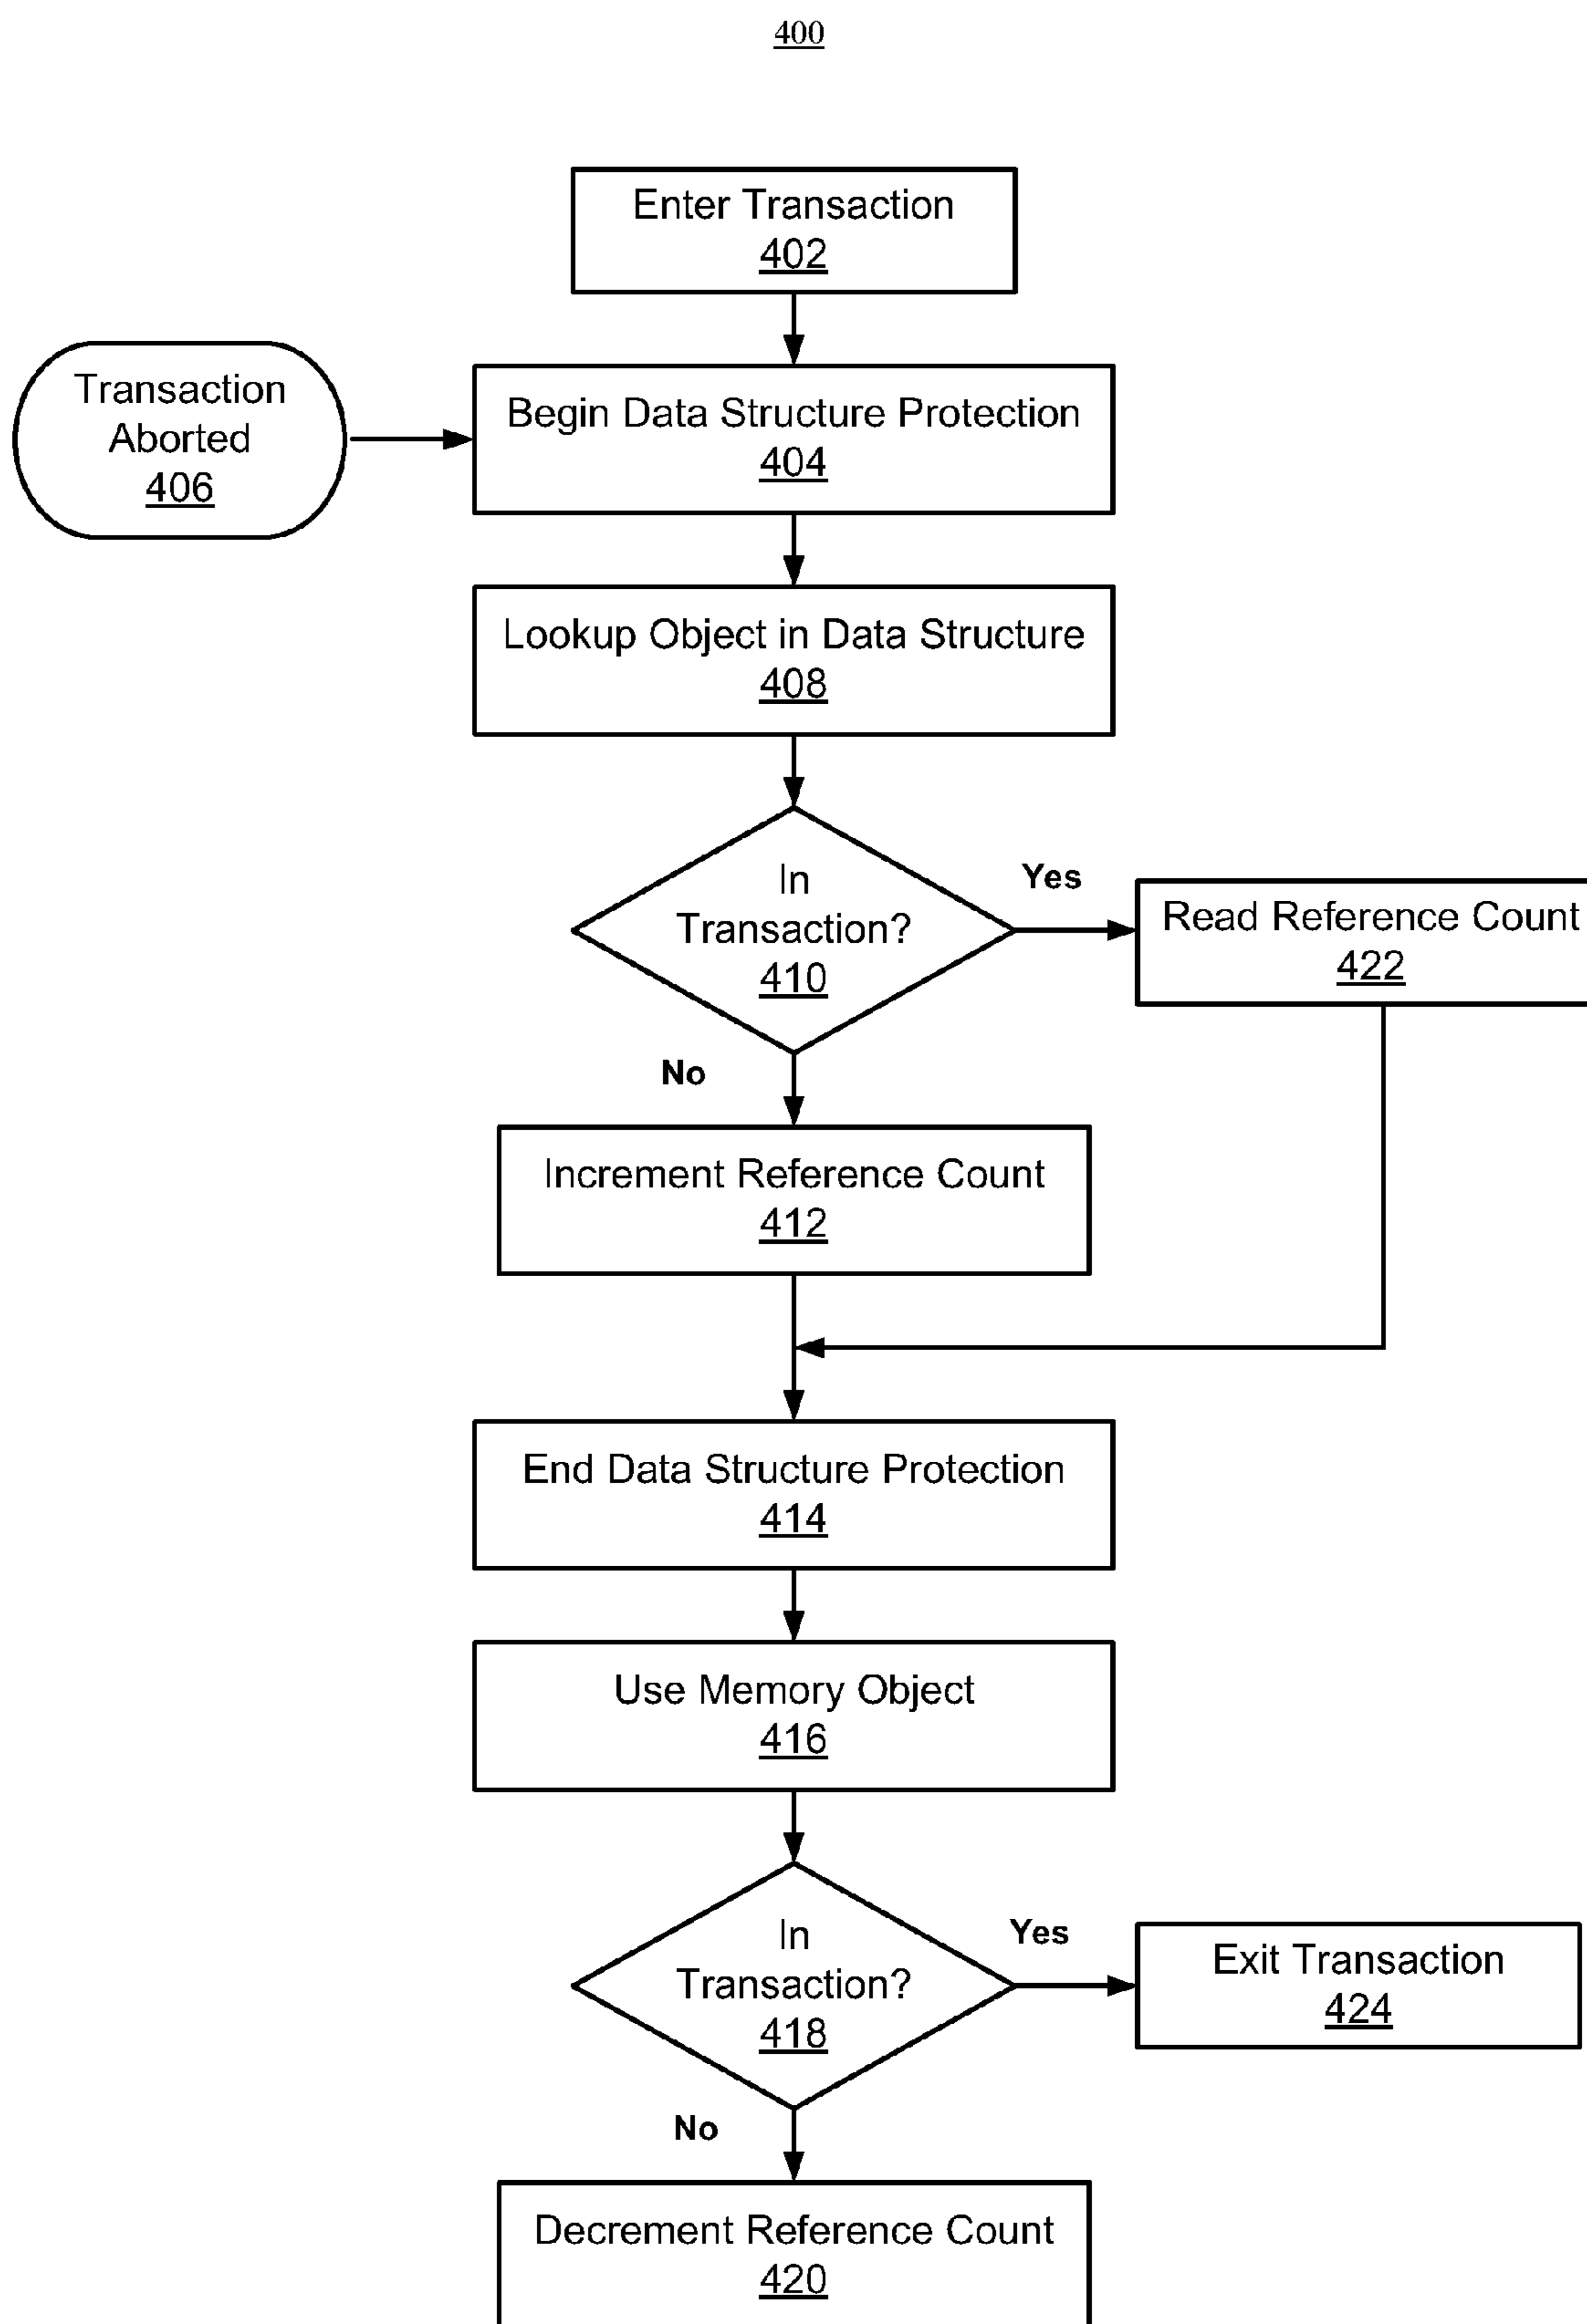 400
Enter Transaction
402
Transaction
Aborted
406
Begin Data Structure Protection
404
Lookup Object in Data Structure
408
In
Transaction?
410
Yes
Read Reference Count
422
No
Increment Reference Count
412
End Data Structure Protection
414
Use Memory Object
416
In
Transaction?
418
Yes
Exit Transaction
424
No
Decrement Reference Count
420